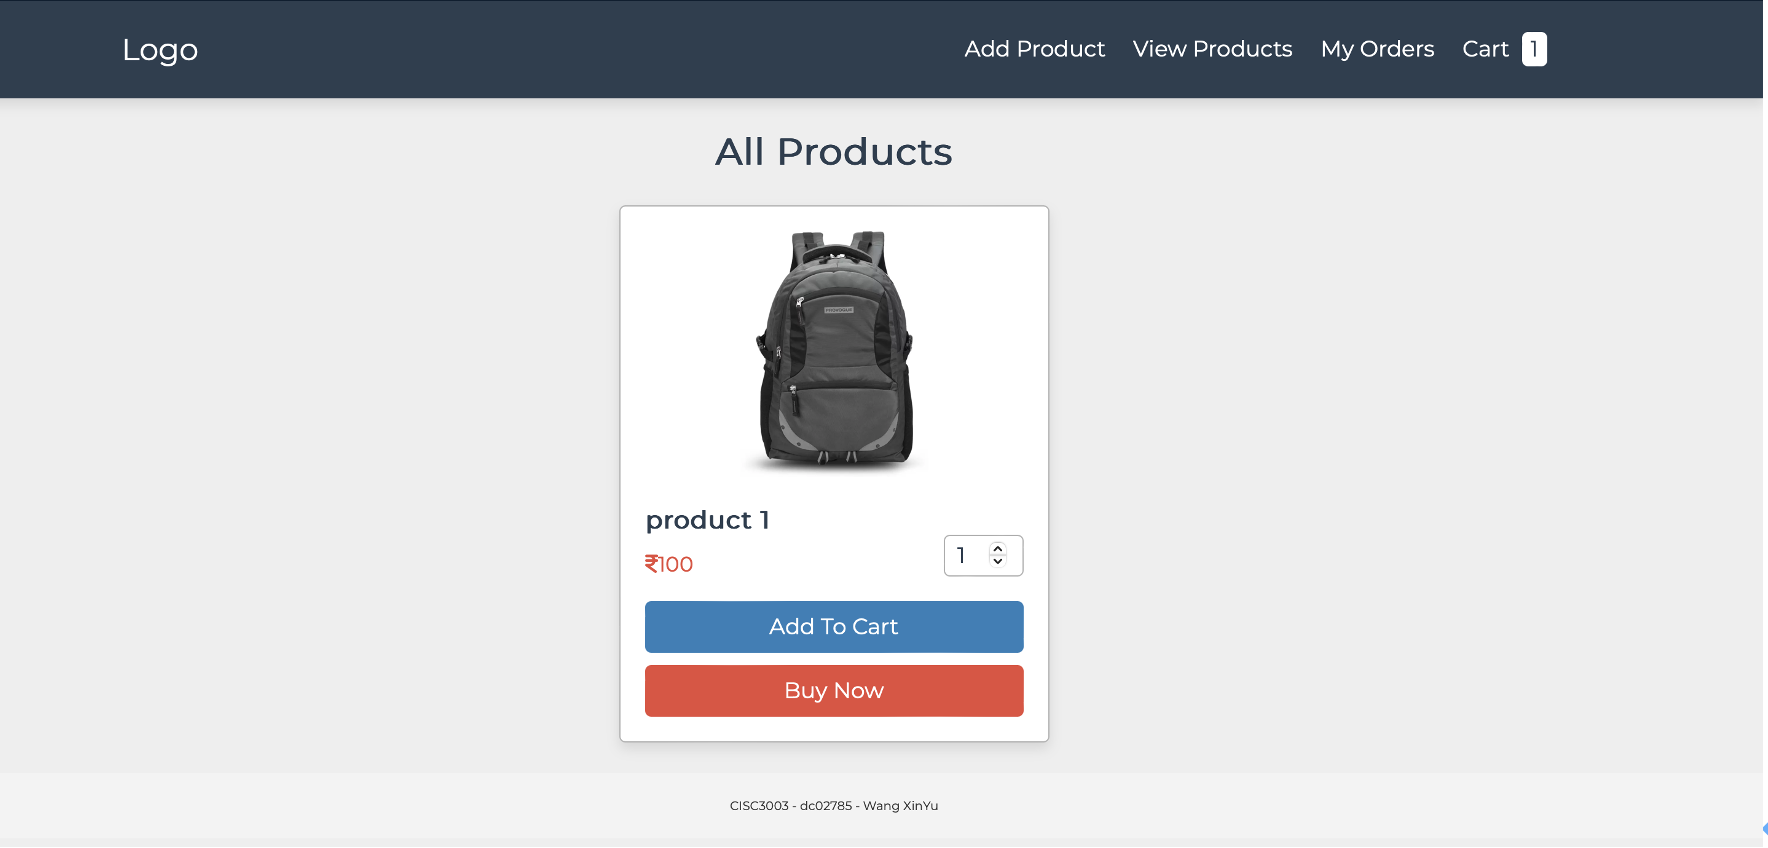 Logo
Add Product View Products My Orders Cart 1
All Products
product 1
₹100
1
Add To Cart
Buy Now
CISC3003 - dc02785 - Wang XinYu